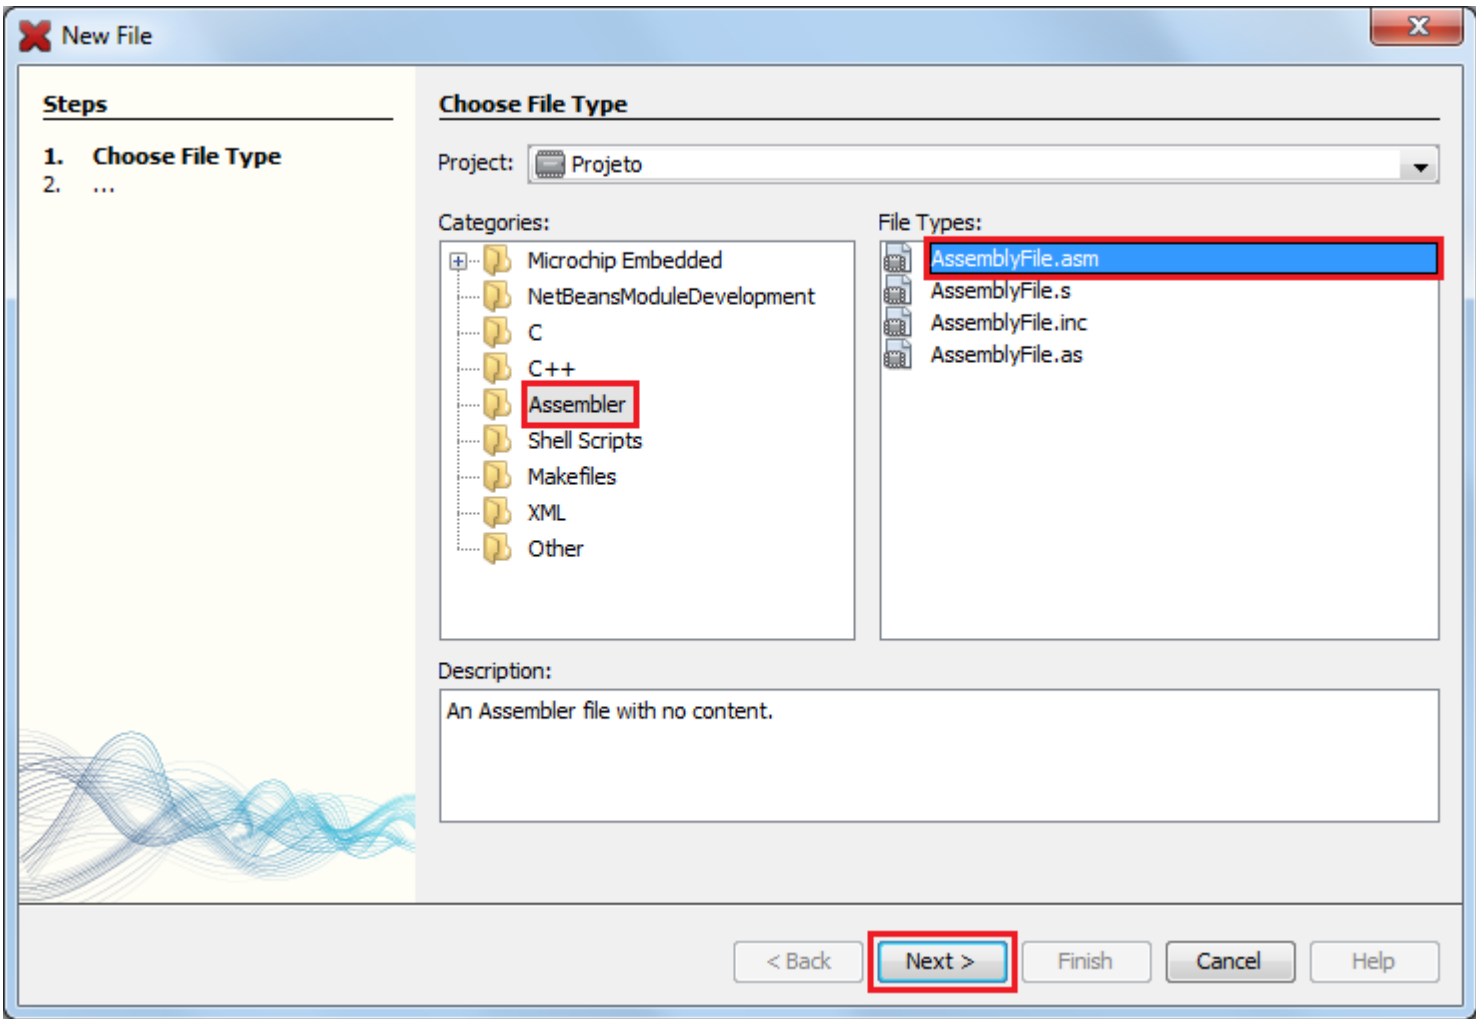 New File
Steps
1. Choose File Type
2. ...
Choose File Type
Project: Projeto
Categories:
Microchip Embedded
NetBeansModuleDevelopment
C
C++
Assembler
Shell Scripts
Makefiles
XML
Other
File Types:
AssemblyFile.asm
AssemblyFile.s
AssemblyFile.inc
AssemblyFile.as
Description:
An Assembler file with no content.
< Back Next > Finish Cancel Help